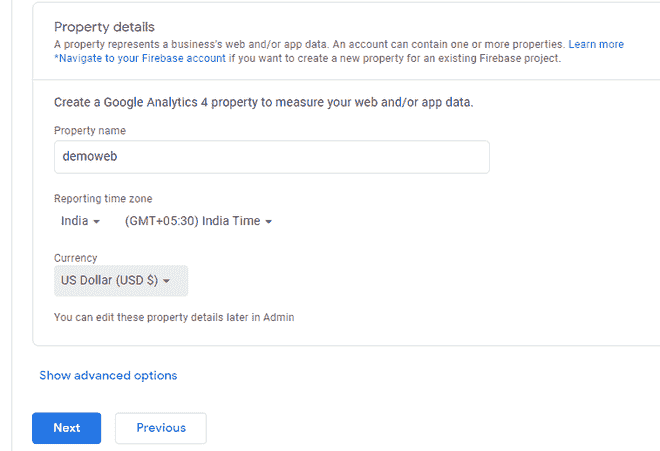 Property details
A property represents a business's web and/or app data. An account can contain one or more properties. Learn more
*Navigate to your Firebase account if you want to create a new property for an existing Firebase project.
Create a Google Analytics 4 property to measure your web and/or app data.
Property name
demoweb
Reporting time zone
India (GMT+05:30) India Time
Currency
US Dollar (USD $)
You can edit these property details later in Admin
Show advanced options
Next Previous